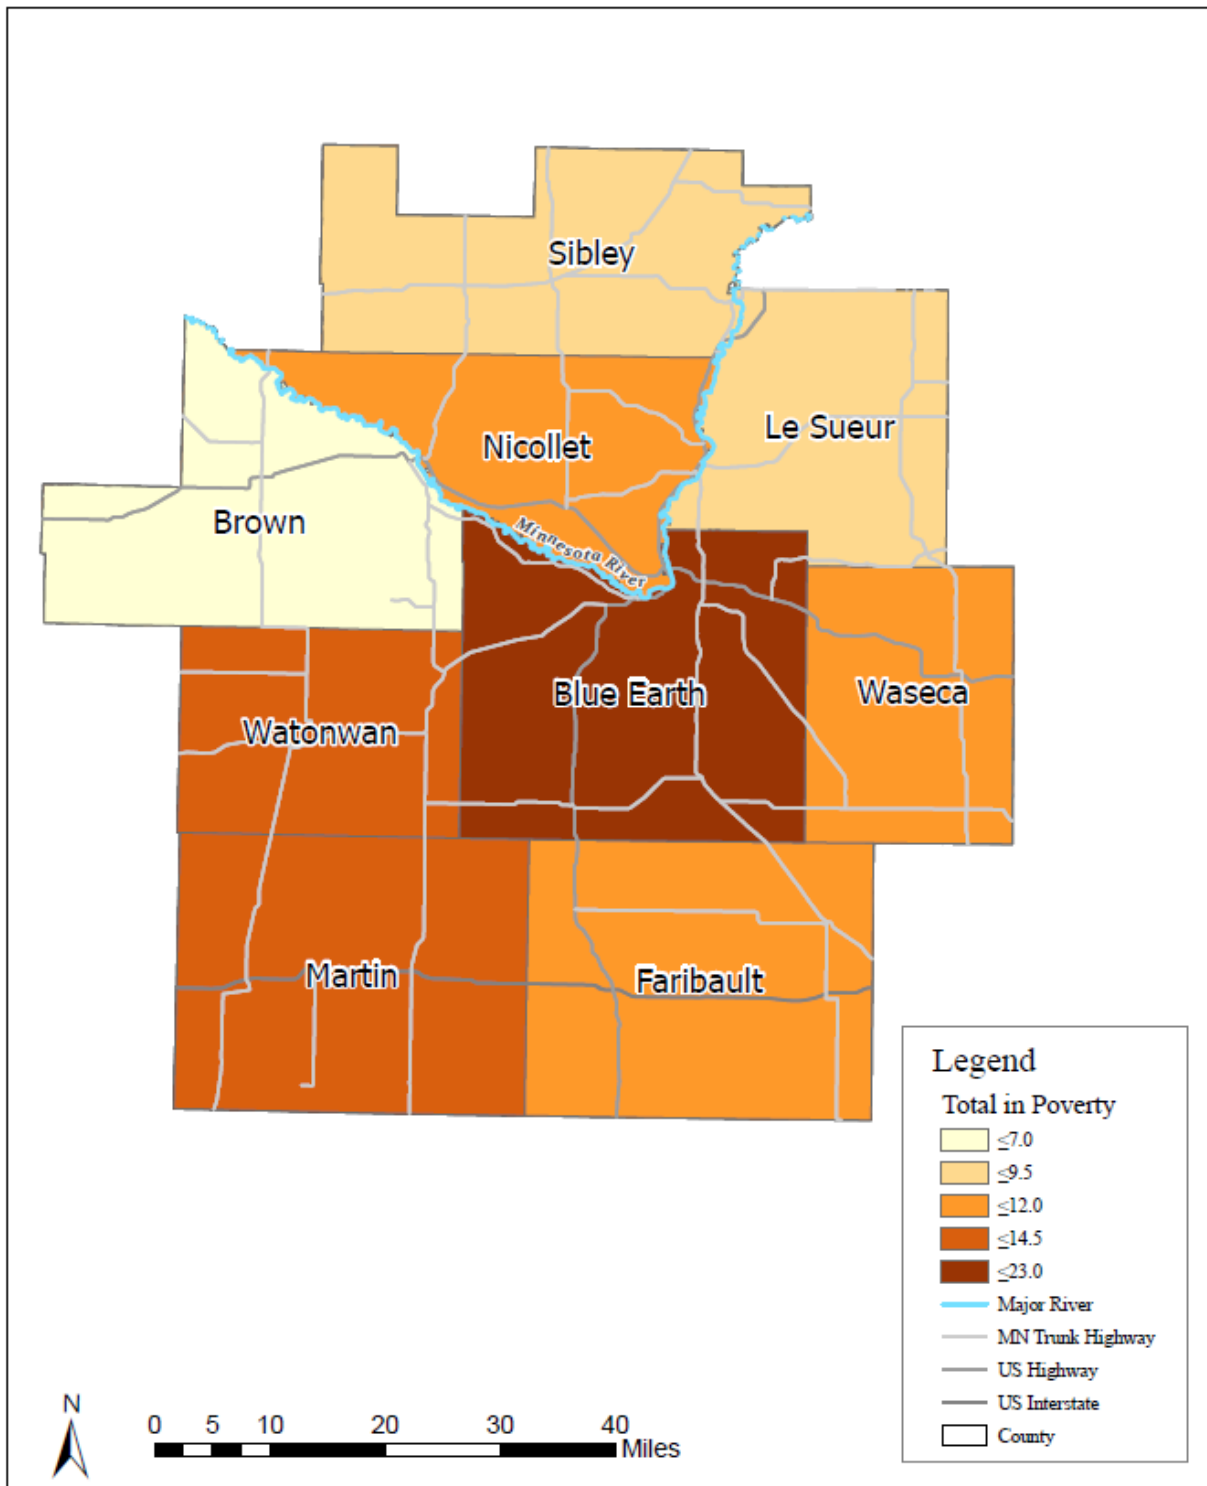 Sibley
Le Sueur
Nicollet
Brown
Minnesota River
Blue Earth
Waseca
Watonwan
Martin
Faribault
Legend
Total in Poverty
≤7.0
≤9.5
≤12.0
≤14.5
≤23.0
Major River
MN Trunk Highway
US Highway
US Interstate
County
N
0 5 10 20 30 40
Miles